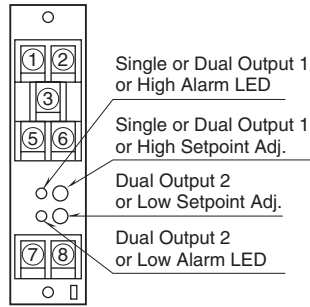 1 2
3
5 6
7 8
Single or Dual Output 1
or High Alarm LED
Single or Dual Output 1
or High Setpoint Adj.
Dual Output 2
or Low Setpoint Adj.
Dual Output 2
or Low Alarm LED